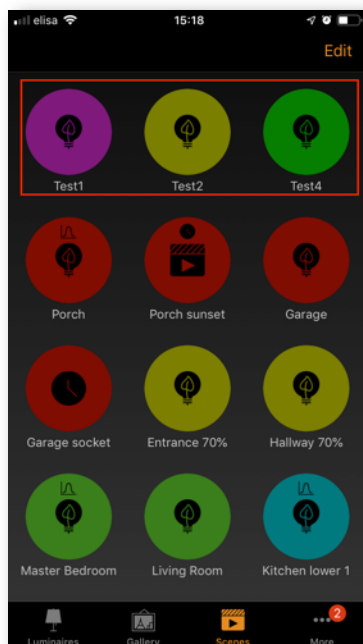 elisa 15:18
Edit
Test1 Test2 Test4
Porch Porch sunset Garage
Garage socket Entrance 70% Hallway 70%
Master Bedroom Living Room Kitchen lower 1
2
Luminaires Gallery Scenes More